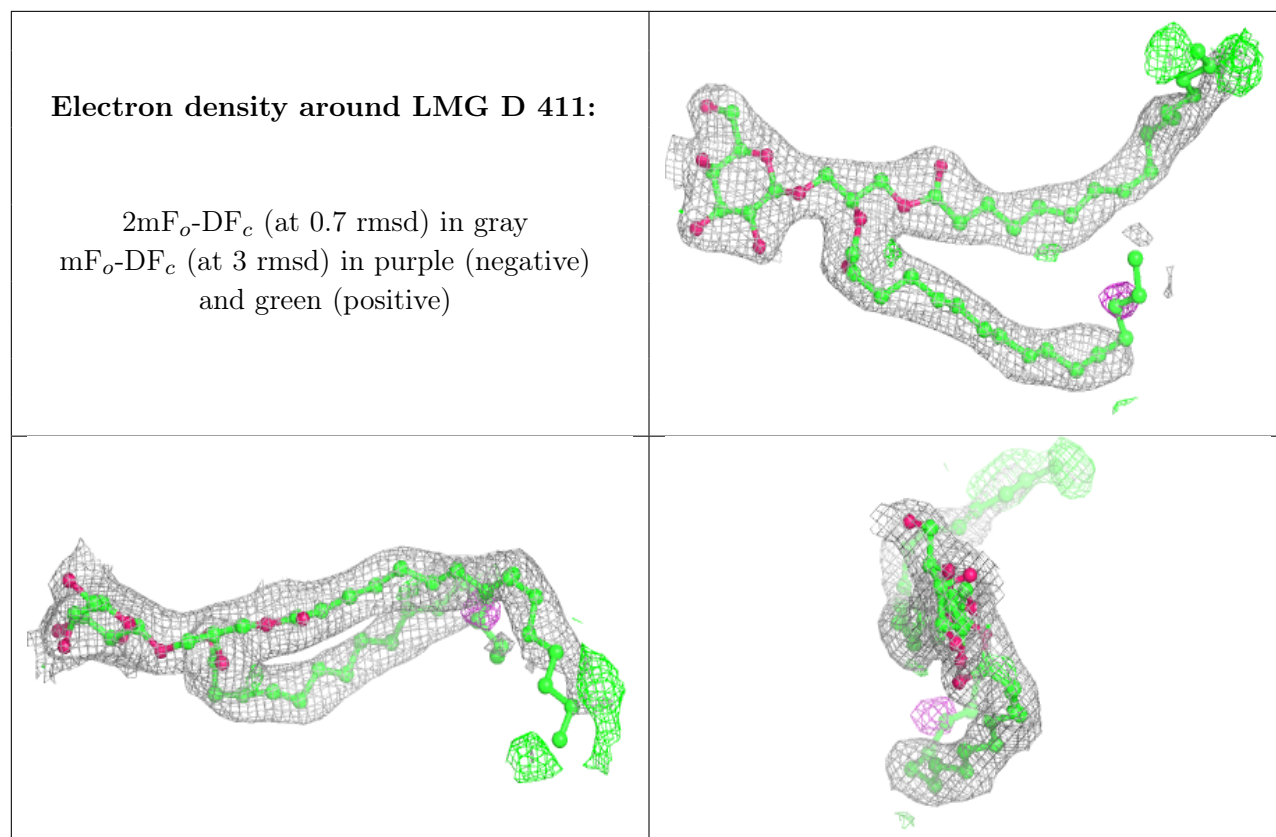 Electron density around LMG D 411:
2mFo-DFc (at 0.7 rmsd) in gray
mFo-DFc (at 3 rmsd) in purple (negative)
and green (positive)